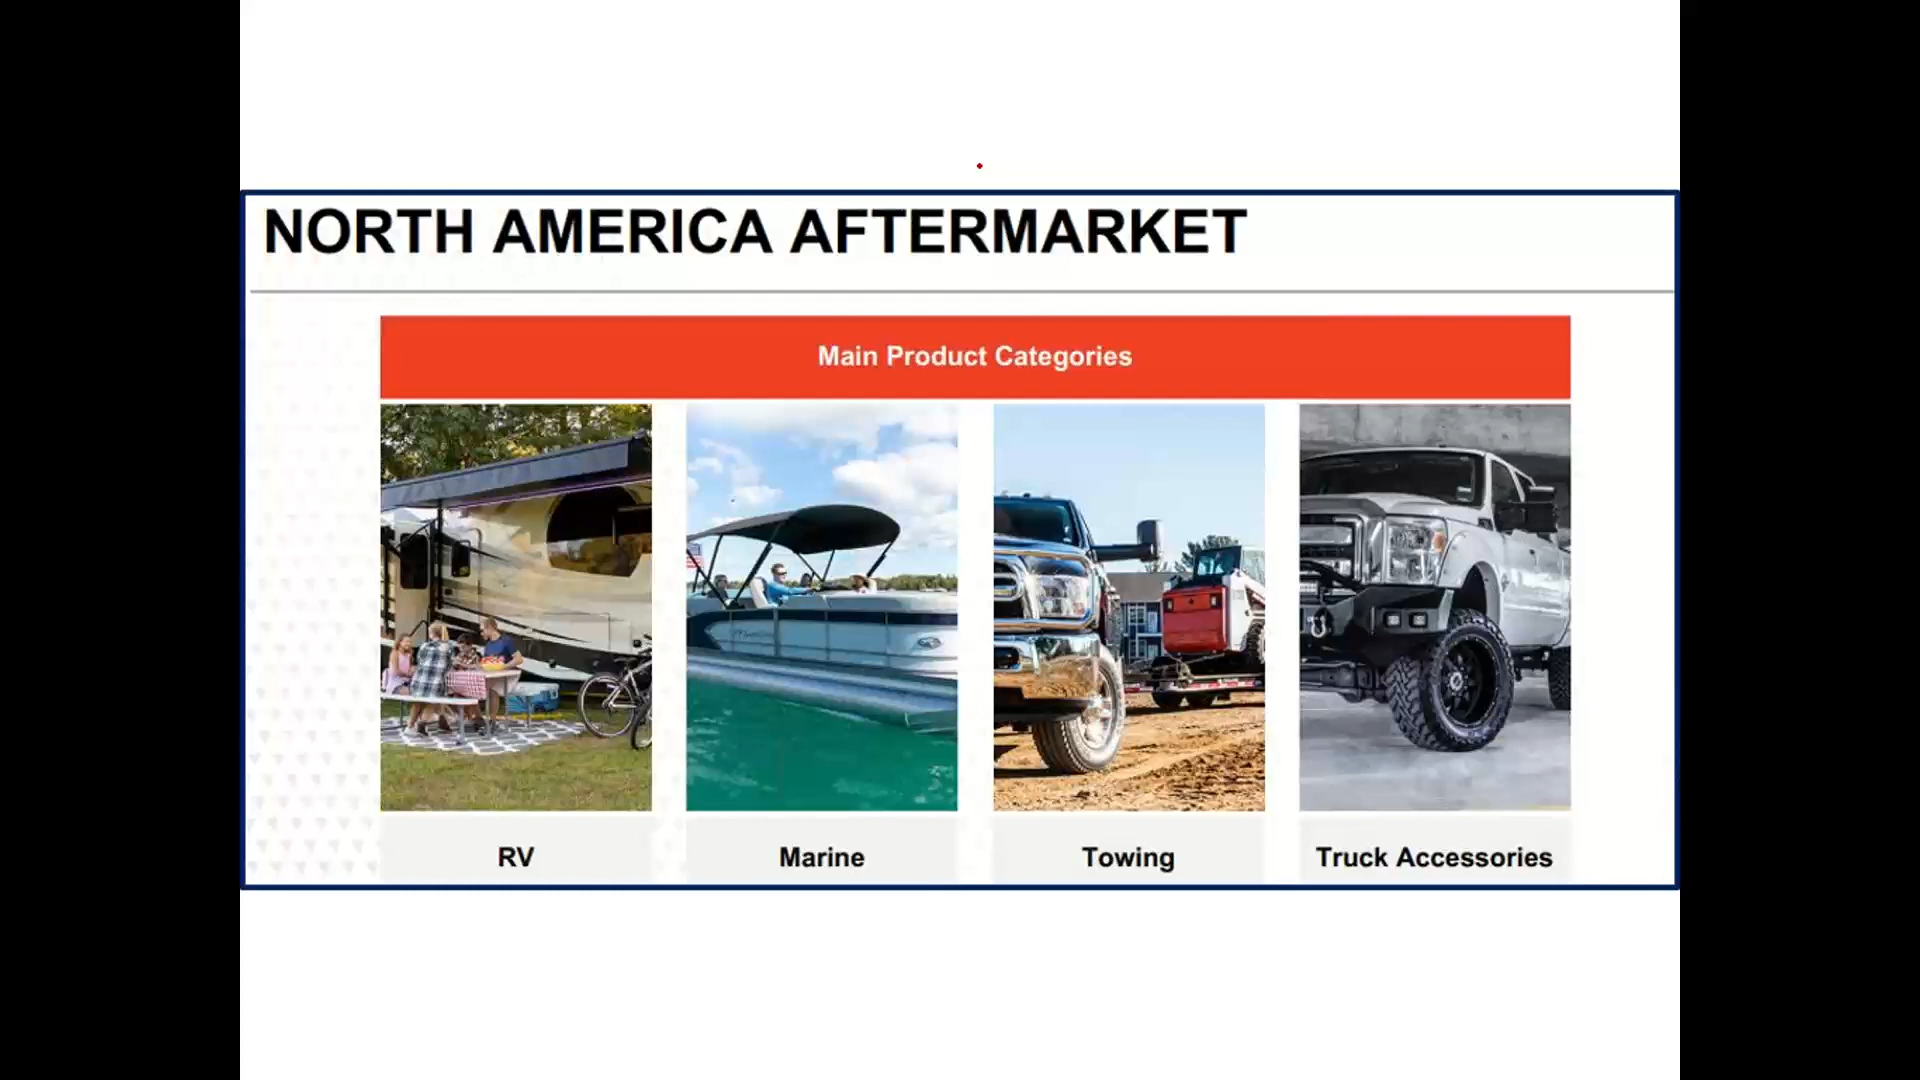 NORTH AMERICA AFTERMARKET
Main Product Categories
RV
Marine
Towing
Truck Accessories